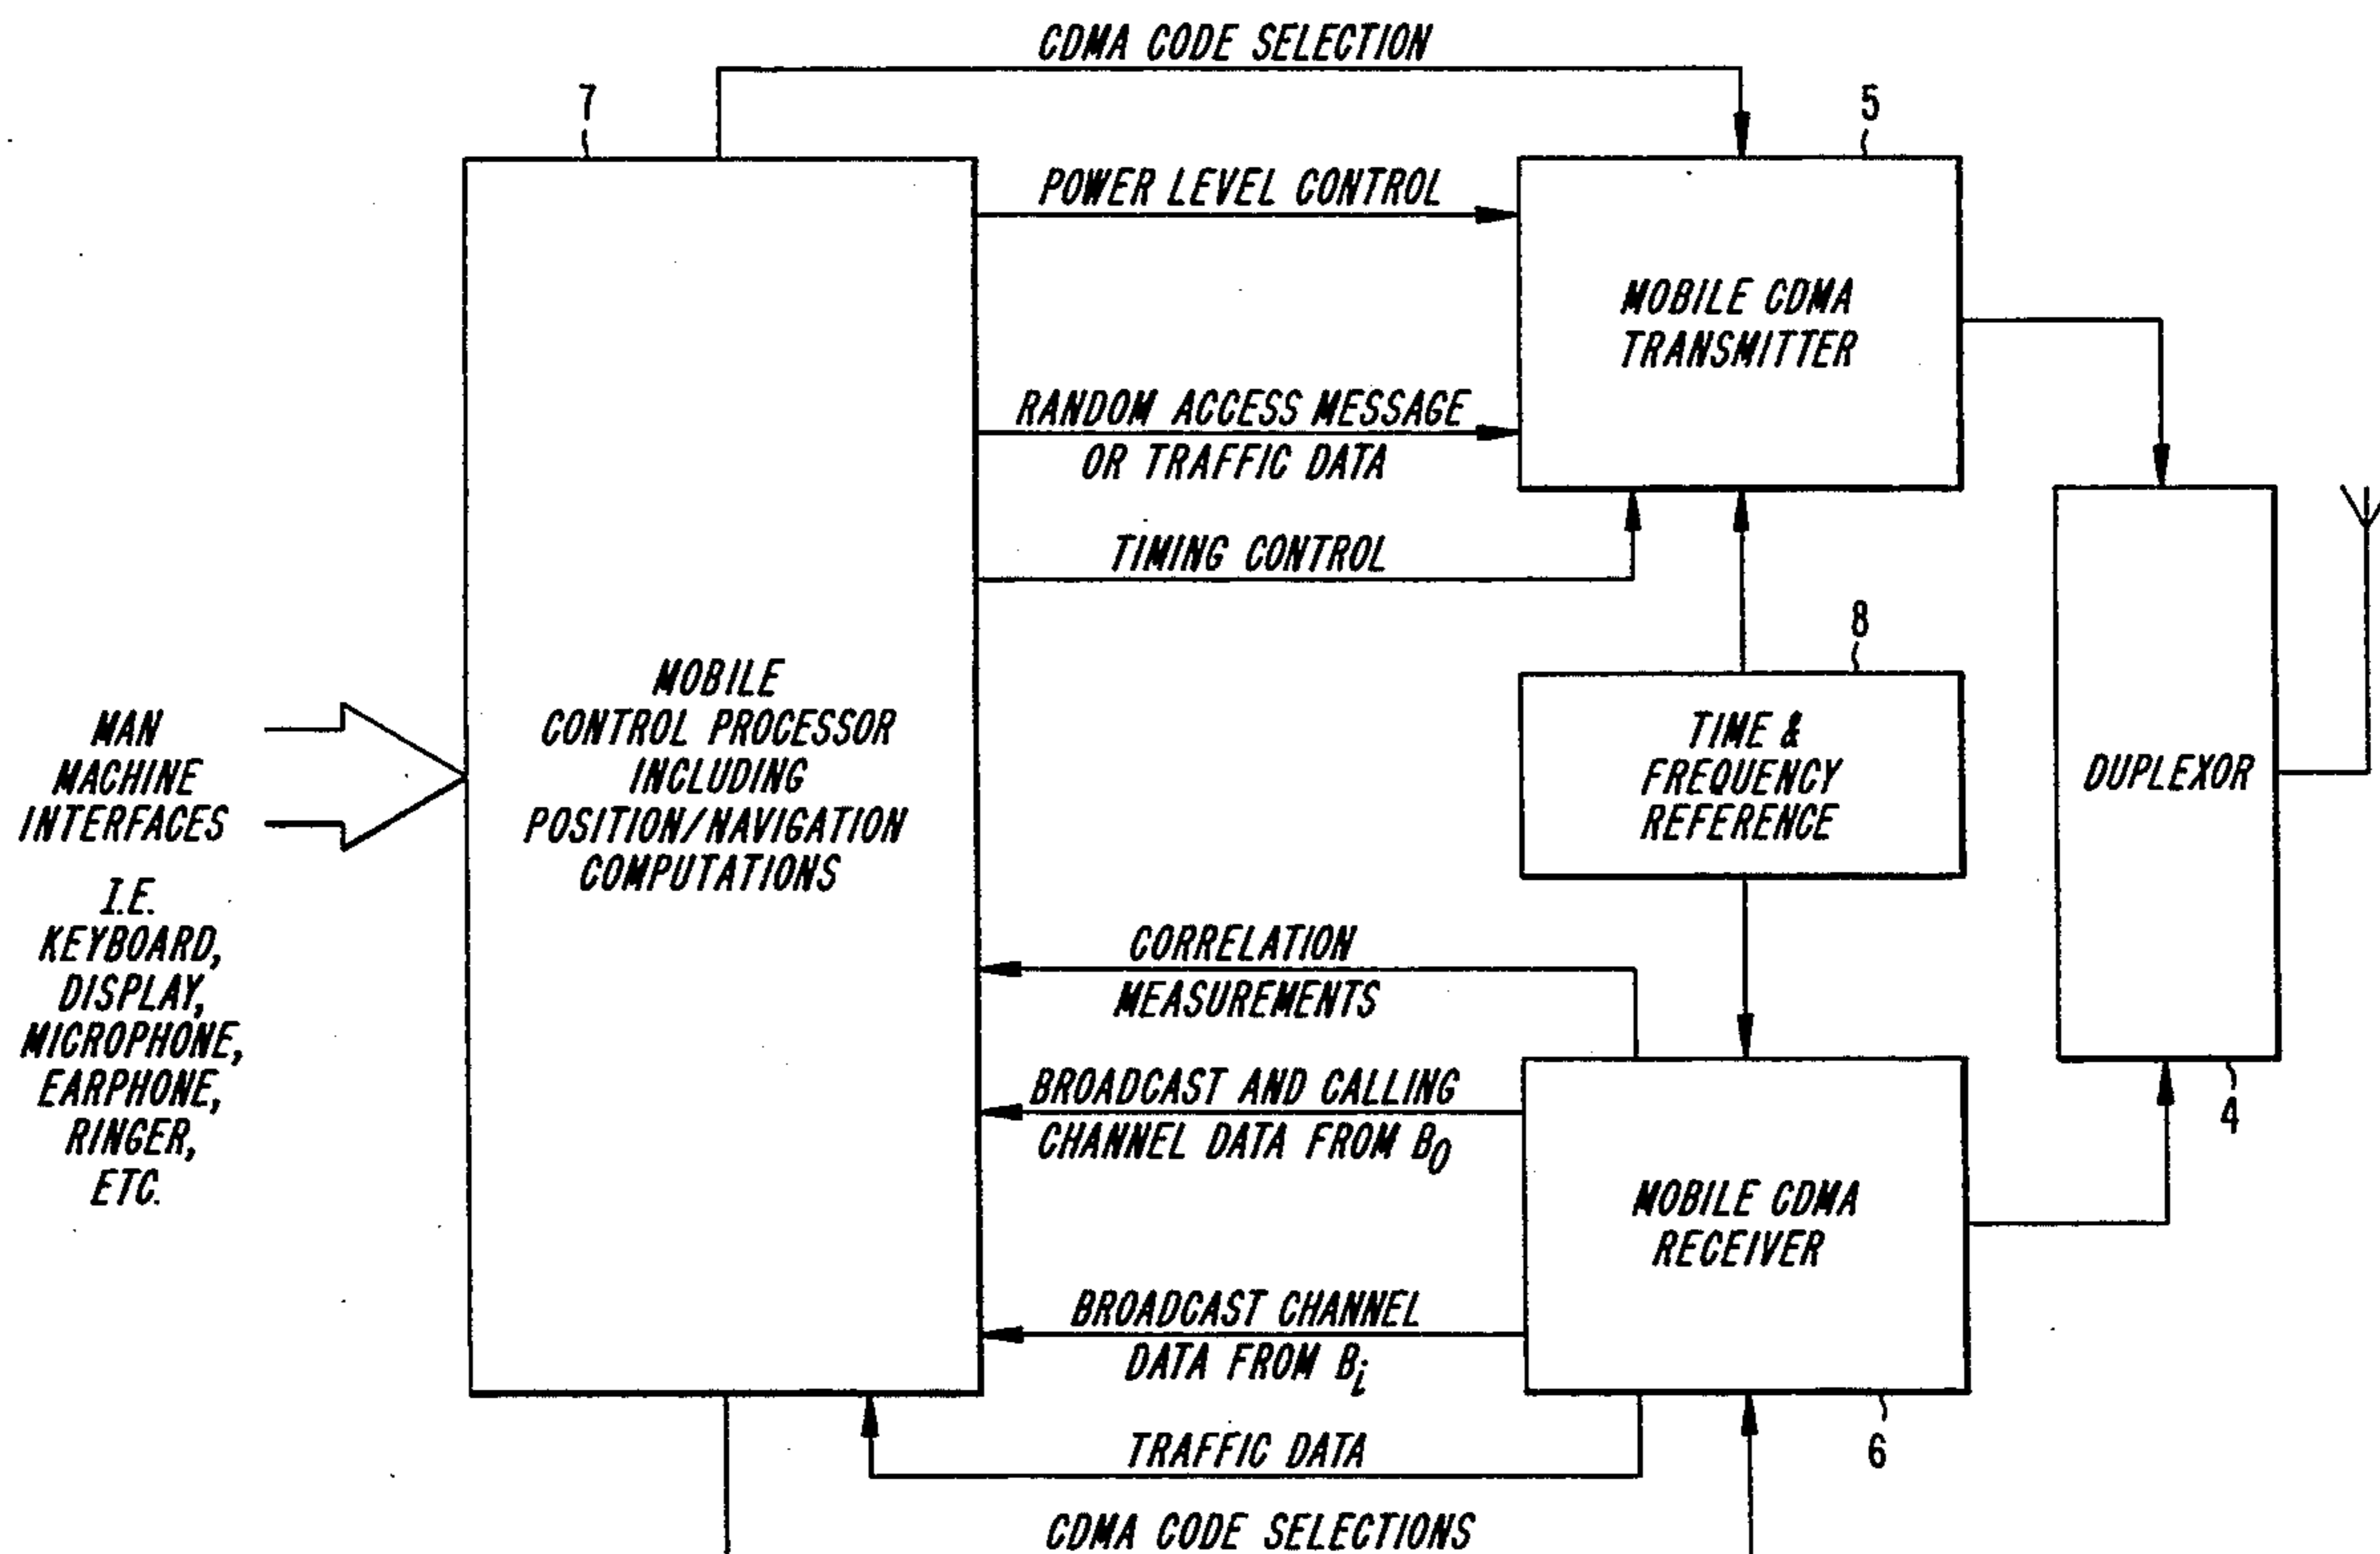 CDMA CODE SELECTION
7
5
POWER LEVEL CONTROL
MOBILE CDMA
TRANSMITTER
RANDOM ACCESS MESSAGE
OR TRAFFIC DATA
TIMING CONTROL
8
MOBILE
CONTROL PROCESSOR
INCLUDING
POSITION/NAVIGATION
COMPUTATIONS
TIME &
FREQUENCY
REFERENCE
DUPLEXOR
4
MAN
MACHINE
INTERFACES
I.E.
KEYBOARD,
DISPLAY,
MICROPHONE,
EARPHONE,
RINGER,
ETC.
CORRELATION
MEASUREMENTS
BROADCAST AND CALLING
CHANNEL DATA FROM B0
MOBILE CDMA
RECEIVER
BROADCAST CHANNEL
DATA FROM Bi
6
TRAFFIC DATA
CDMA CODE SELECTIONS